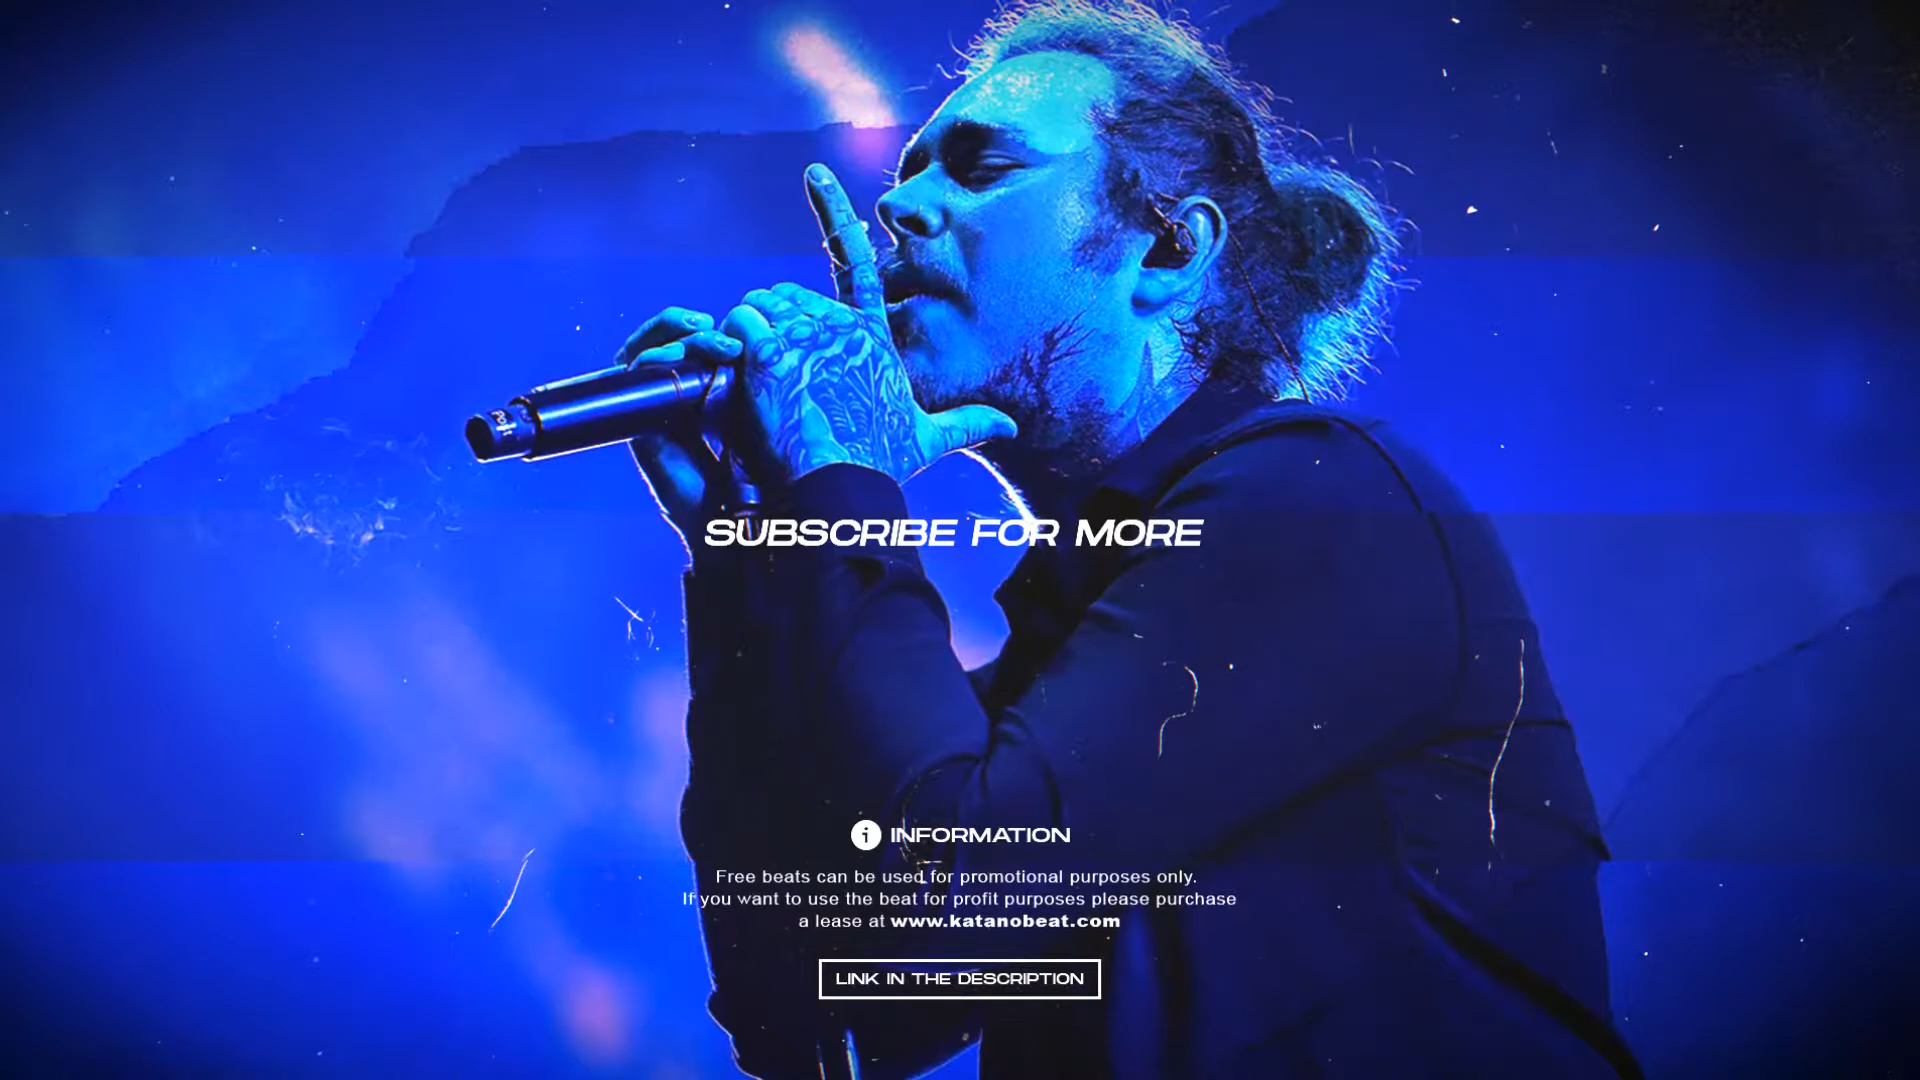 SUBSCRIBE FOR MORE
INFORMATION
Free beats can be used for promotional purposes only.
If you want to use the beat for profit purposes please purchase
a lease at www.katanobeat.com
LINK IN THE DESCRIPTION